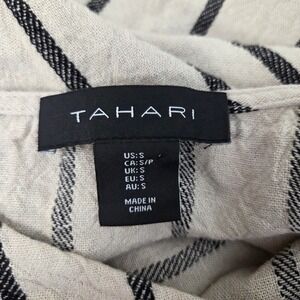 TAHARI
US: S
CA: S/P
UK: S
EU: S
AU: S
MADE IN
CHINA